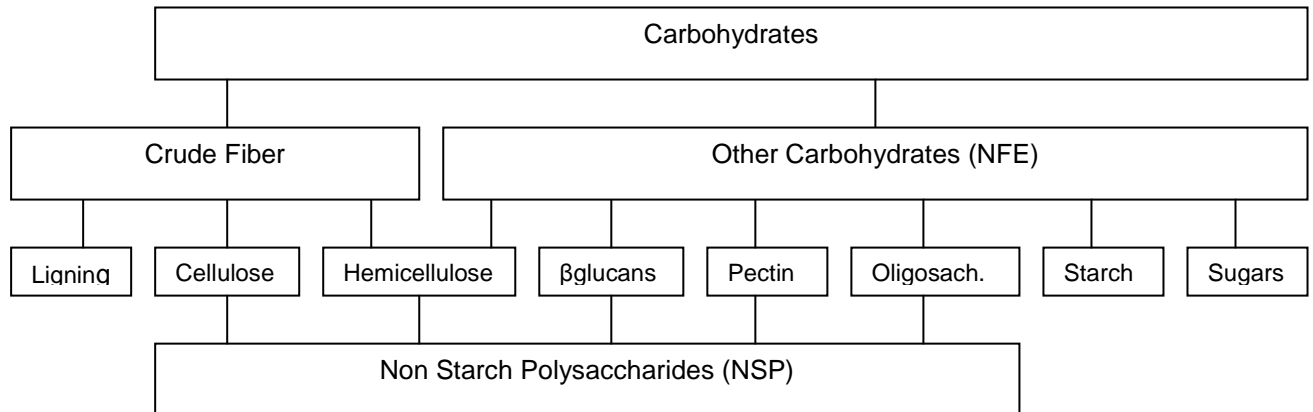 Carbohydrates
Crude Fiber
Other Carbohydrates (NFE)
Ligning
Cellulose
Hemicellulose
βglucans
Pectin
Oligosach.
Starch
Sugars
Non Starch Polysaccharides (NSP)